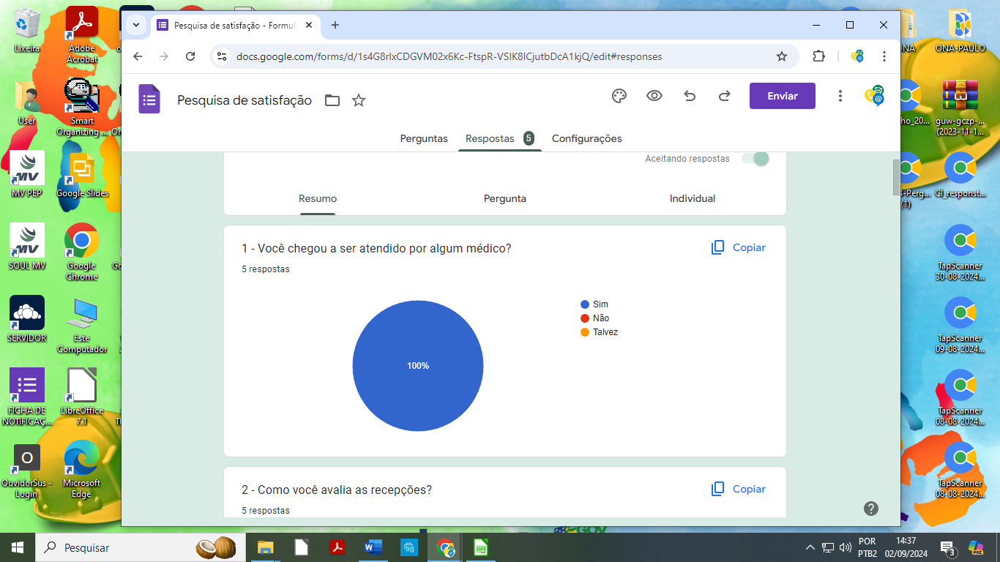 Pesquisa de satisfação - Formul
docs.google.com/forms/d/1s4G8rlxCDGVM02x6Kc-FtspR-VSlK8ICjutbDcA1kjQ/edit#responses
Pesquisa de satisfação
Enviar
Perguntas
Respostas 5
Configurações
Aceitando respostas
Resumo
Pergunta
Individual
1 - Você chegou a ser atendido por algum médico?
Copiar
5 respostas
Sim
Não
Talvez
100%
2 - Como você avalia as recepções?
Copiar
5 respostas
Lixeira
Adobe
Acrobat
User
Smart
Organizing ...
MV
MV PEP
Google Slides
MV
SOUL MV
Google
Chrome
SERVIDOR
Este
Computador
FICHA DE
NOTIFICAÇ...
LibreOffice
7.1
O
OuvidorSus -
Login
Microsoft
Edge
ONA-PAULO
guw-gczp-...
(2023-11-1...
CI_responst...
TapScanner
30-08-2024...
TapScanner
09-08-2024...
TapScanner
08-08-2024...
TapScanner
08-08-2024...
Pesquisar
POR
PTB2
14:37
02/09/2024
3
PRE